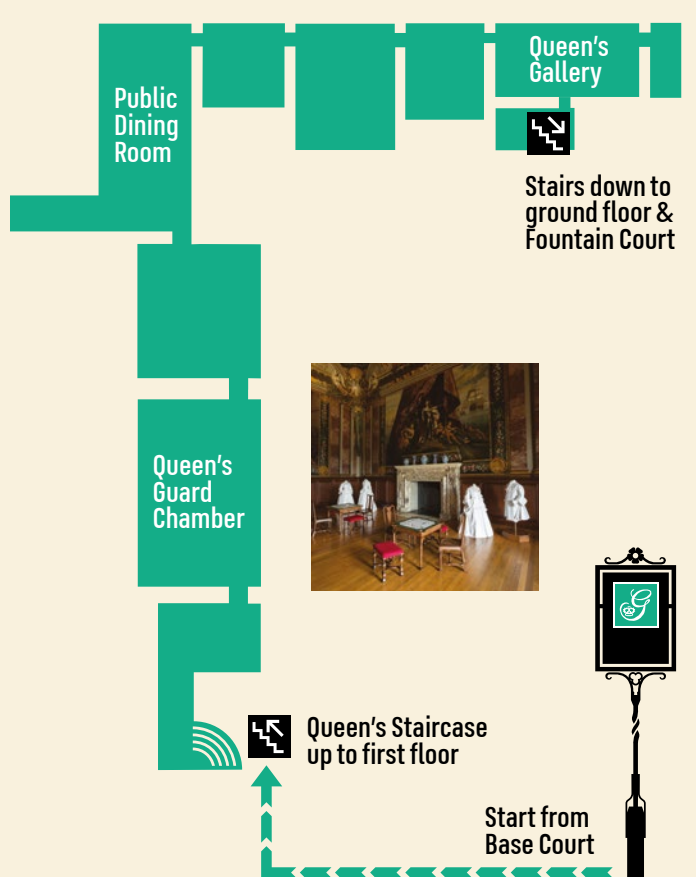 Queen's
Gallery
Public
Dining
Room
Stairs down to
ground floor &
Fountain Court
Queen's
Guard
Chamber
G
Queen's Staircase
up to first floor
Start from
Base Court